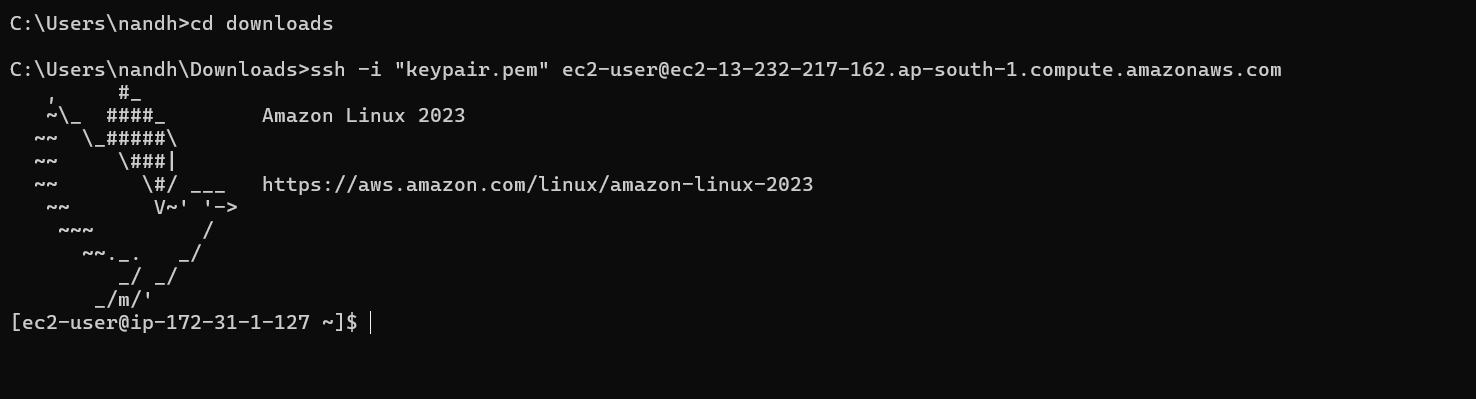 C:\Users\nandh>cd downloads
C:\Users\nandh\Downloads>ssh -i "keypair.pem" ec2-user@ec2-13-232-217-162.ap-south-1.compute.amazonaws.com
   ,     #_
   ~\_  ####_        Amazon Linux 2023
  ~~  \_#####\
  ~~     \###|
  ~~       \#/ ___   https://aws.amazon.com/linux/amazon-linux-2023
   ~~       V~' '->
    ~~~         /
      ~~._.   _/
         _/ _/
       _/m/'
[ec2-user@ip-172-31-1-127 ~]$